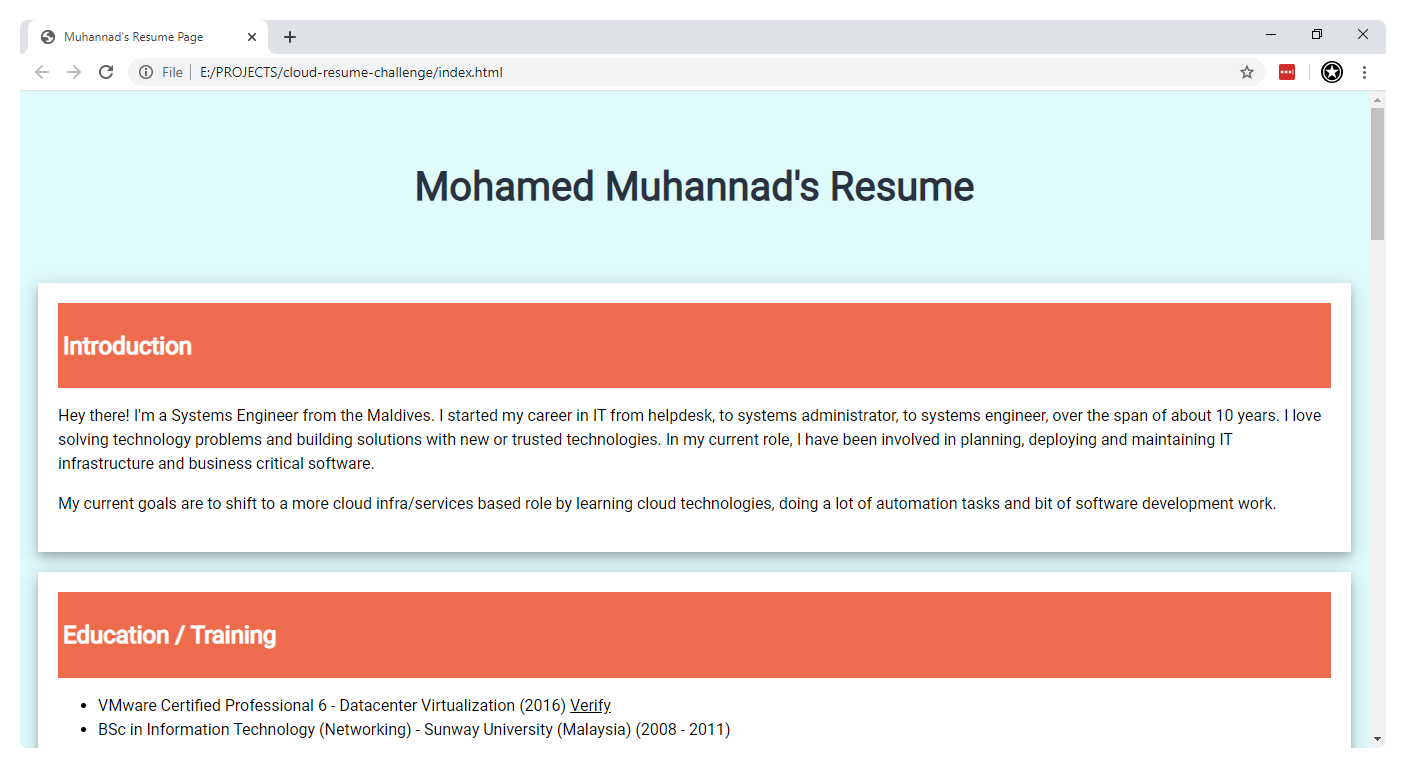 Muhannad's Resume Page
File | E:/PROJECTS/cloud-resume-challenge/index.html
Mohamed Muhannad's Resume
Introduction
Hey there! I'm a Systems Engineer from the Maldives. I started my career in IT from helpdesk, to systems administrator, to systems engineer, over the span of about 10 years. I love
solving technology problems and building solutions with new or trusted technologies. In my current role, I have been involved in planning, deploying and maintaining IT
infrastructure and business critical software.
My current goals are to shift to a more cloud infra/services based role by learning cloud technologies, doing a lot of automation tasks and bit of software development work.
Education / Training
• VMware Certified Professional 6 - Datacenter Virtualization (2016) Verify
• BSc in Information Technology (Networking) - Sunway University (Malaysia) (2008 - 2011)